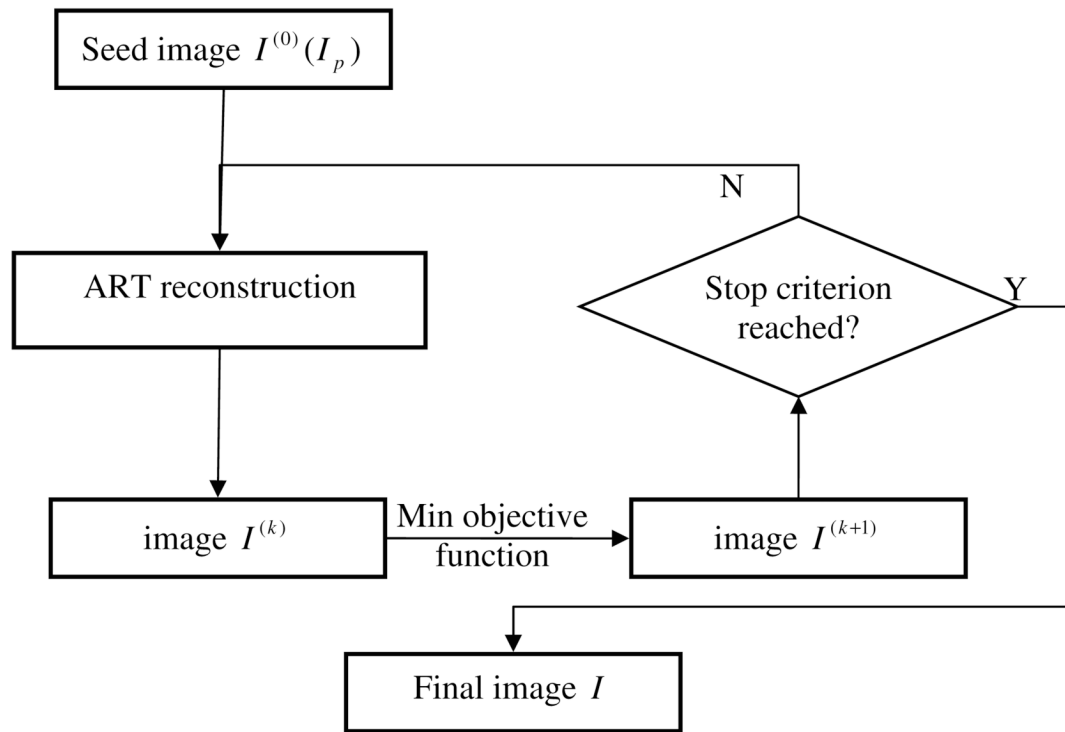 Seed image I^(0)(I_p)
N
ART reconstruction
Stop criterion
reached?
Y
image I^(k)
Min objective
function
image I^(k+1)
Final image I